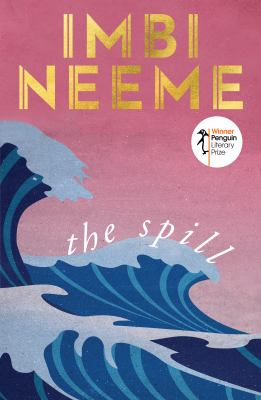 IMBI
NEEME
Winner
Penguin
Literary
Prize
the spill